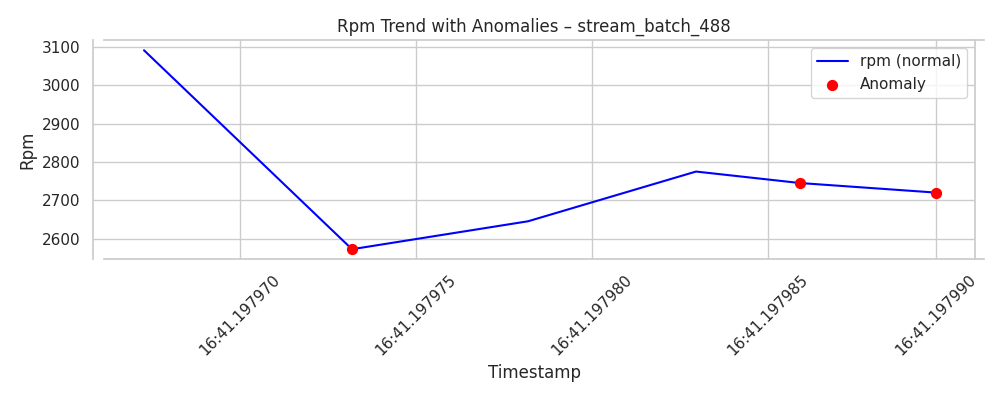 Rpm Trend with Anomalies – stream_batch_488
3100
3000
2900
2800
2700
2600
Rpm
rpm (normal)
Anomaly
16:41.197970
16:41.197975
16:41.197980
16:41.197985
16:41.197990
Timestamp